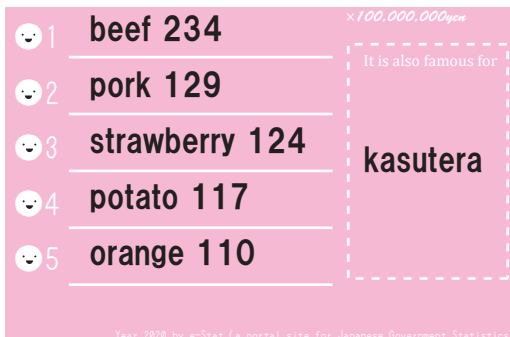 ×100,000,000yen
1 beef 234
2 pork 129
3 strawberry 124
4 potato 117
5 orange 110
It is also famous for
kasutera
Year 2020 by e-Stat (a portal site for Japanese Government Statistics